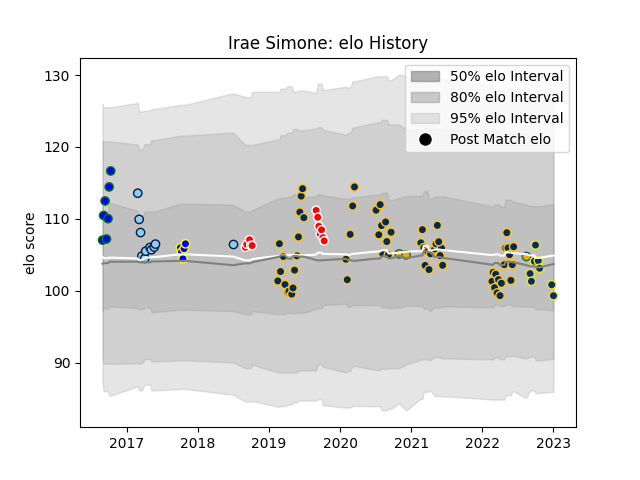 Irae Simone: elo History
50% elo Interval
80% elo Interval
95% elo Interval
Post Match elo
elo score
130
120
110
100
90
2017 2018 2019 2020 2021 2022 2023